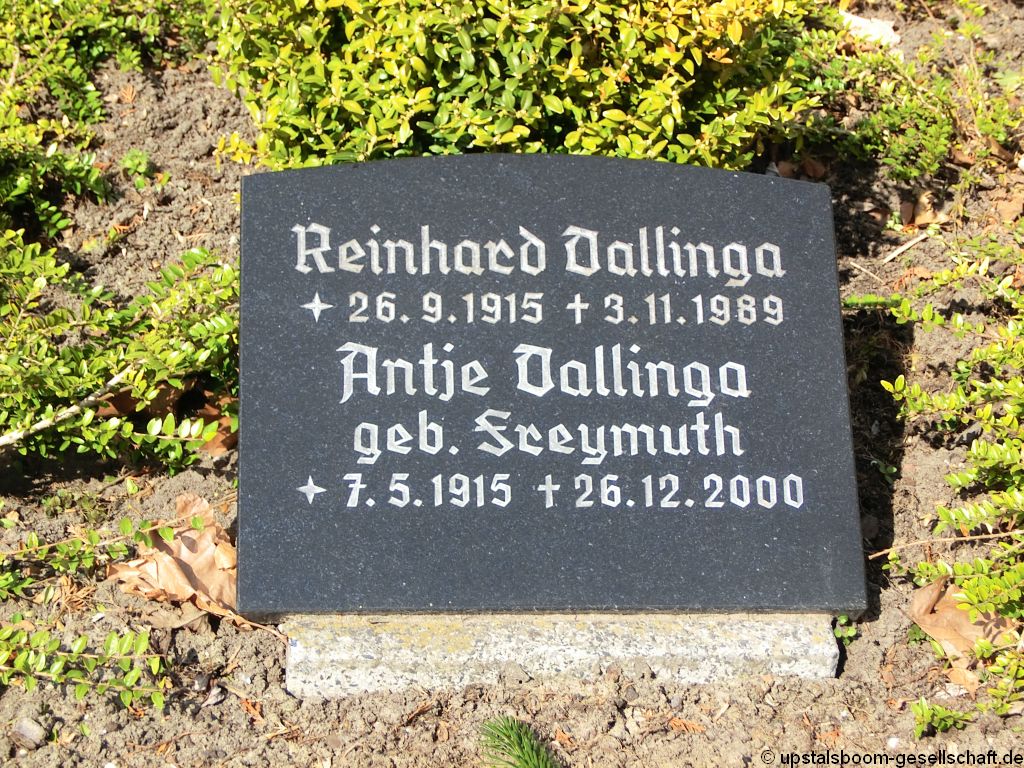 Reinhard Dallinga
✦ 26.9.1915 † 3.11.1989
Antje Dallinga
geb. Freymuth
✦ 7.5.1915 † 26.12.2000
© upstalsboom-gesellschaft.de